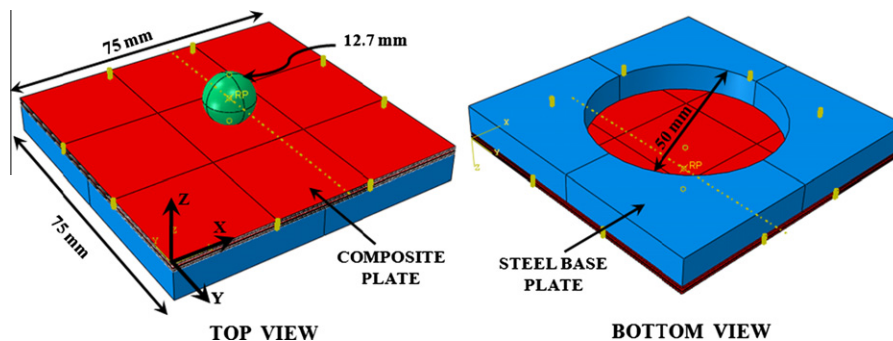 75 mm
12.7 mm
RP
75 mm
Z
X
Y
COMPOSITE
PLATE
TOP VIEW
X
Y
Z
50 mm
RP
STEEL BASE
PLATE
BOTTOM VIEW